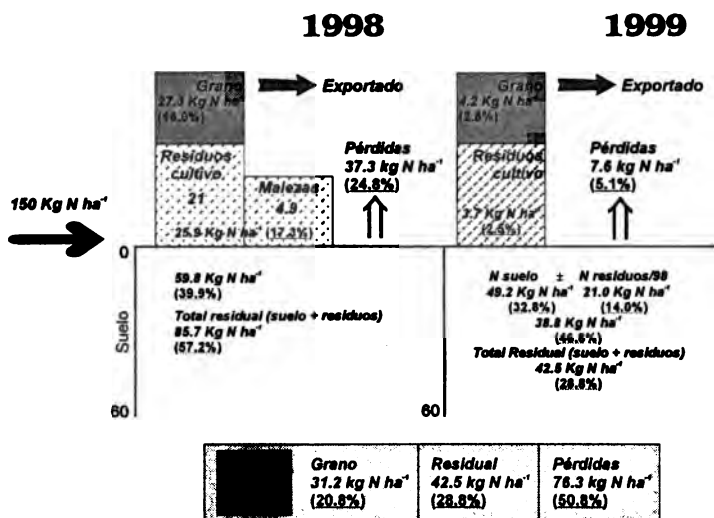 1998
1999
Grano
27.3 Kg N ha⁻¹
(18.0%)
Exportado
Residuos
cultivo
21
Malezas
4.9
25.9 Kg N ha⁻¹ (17.3%)
Pérdidas
37.3 kg N ha⁻¹
(24.8%)
150 Kg N ha⁻¹
Grano
4.2 Kg N ha⁻¹
(2.8%)
Exportado
Residuos
cultivo
3.7 Kg N ha⁻¹
(2.5%)
Pérdidas
7.6 kg N ha⁻¹
(5.1%)
0
Suelo
60
59.8 Kg N ha⁻¹
(39.9%)
Total residual (suelo + residuos)
85.7 Kg N ha⁻¹
(57.2%)
60
N suelo ± N residuos/98
49.2 Kg N ha⁻¹ 21.0 Kg N ha⁻¹
(32.8%) (14.0%)
38.8 Kg N ha⁻¹
(46.8%)
Total Residual (suelo + residuos)
42.5 Kg N ha⁻¹
(28.8%)
Grano
31.2 kg N ha⁻¹
(20.8%)
Residual
42.5 kg N ha⁻¹
(28.8%)
Pérdidas
76.3 kg N ha⁻¹
(50.8%)